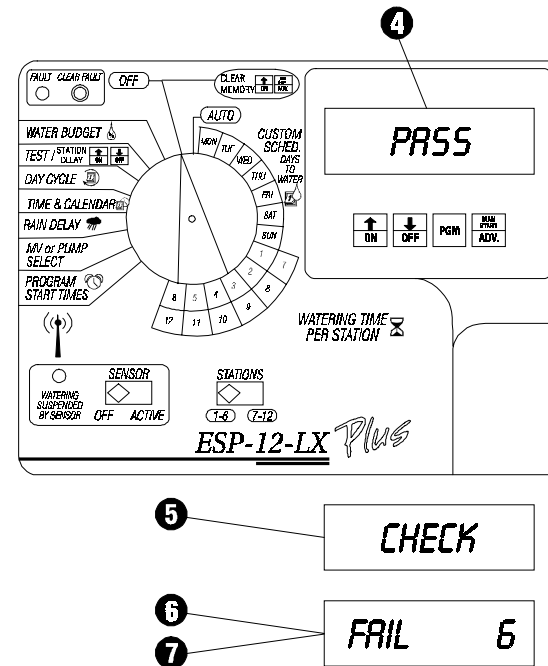 4
PASS
FAULT CLEAR FAULT
OFF
CLEAR MEMORY ON
AUTO
WATER BUDGET
TEST / STATION DELAY ON OFF
DAY CYCLE
TIME & CALENDAR
RAIN DELAY
MV or PUMP SELECT
PROGRAM START TIMES
MON TUE WED THU FRI SAT SUN
CUSTOM SCHED.
DAYS TO WATER
1 2 3 4 5 6
7 8 9 10 11 12
ON OFF PGM MAN START ADV.
WATERING TIME PER STATION
WATERING SUSPENDED BY SENSOR
SENSOR
OFF ACTIVE
STATIONS
1-6 7-12
ESP-12-LX Plus
5
CHECK
6
7
FAIL 6